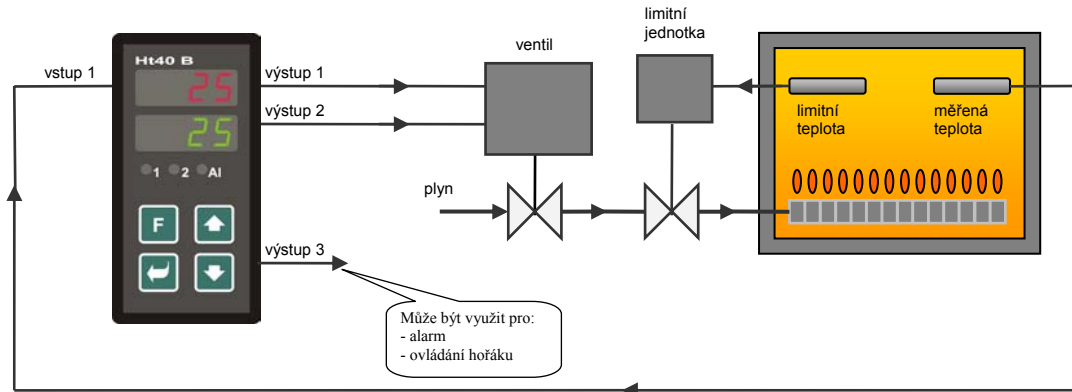 limitní
jednotka
ventil
Ht40 B
vstup 1
25
výstup 1
výstup 2
25
1 2 Al
limitní
teplota
měřená
teplota
plyn
F
výstup 3
Může být využit pro:
- alarm
- ovládání hořáku